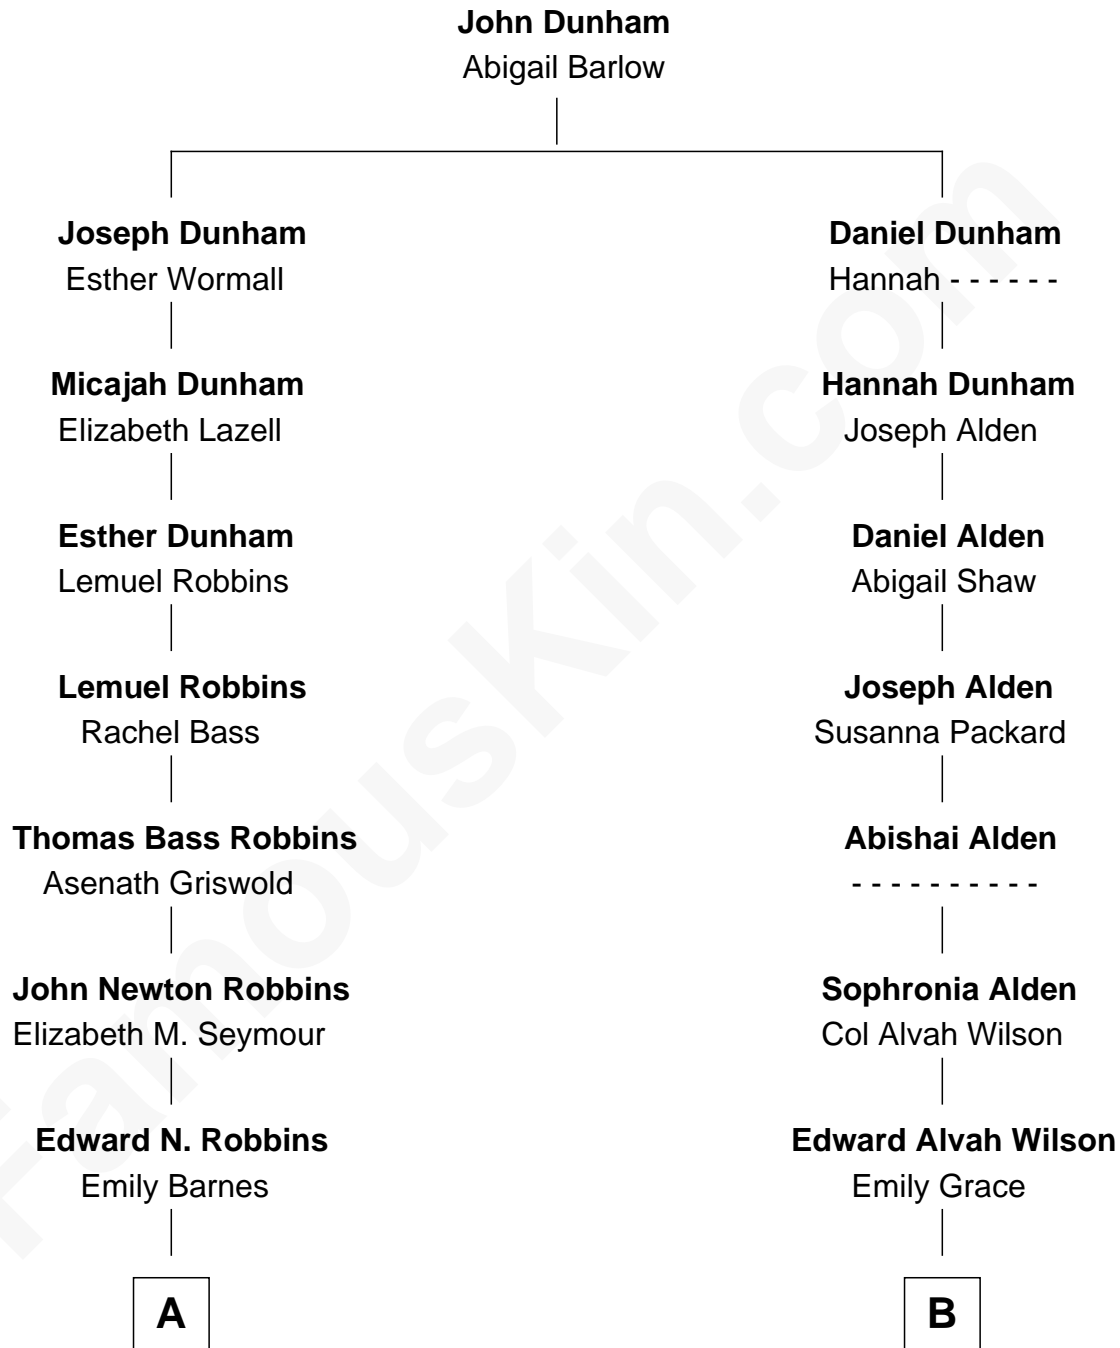 John Dunham
Abigail Barlow
Joseph Dunham
Esther Wormall
Daniel Dunham
Hannah - - - - - -
Micajah Dunham
Elizabeth Lazell
Hannah Dunham
Joseph Alden
Esther Dunham
Lemuel Robbins
Daniel Alden
Abigail Shaw
Lemuel Robbins
Rachel Bass
Joseph Alden
Susanna Packard
Thomas Bass Robbins
Asenath Griswold
Abishai Alden
- - - - - - - - - -
John Newton Robbins
Elizabeth M. Seymour
Sophronia Alden
Col Alvah Wilson
Edward N. Robbins
Emily Barnes
Edward Alvah Wilson
Emily Grace
A
B
FamousKin.com